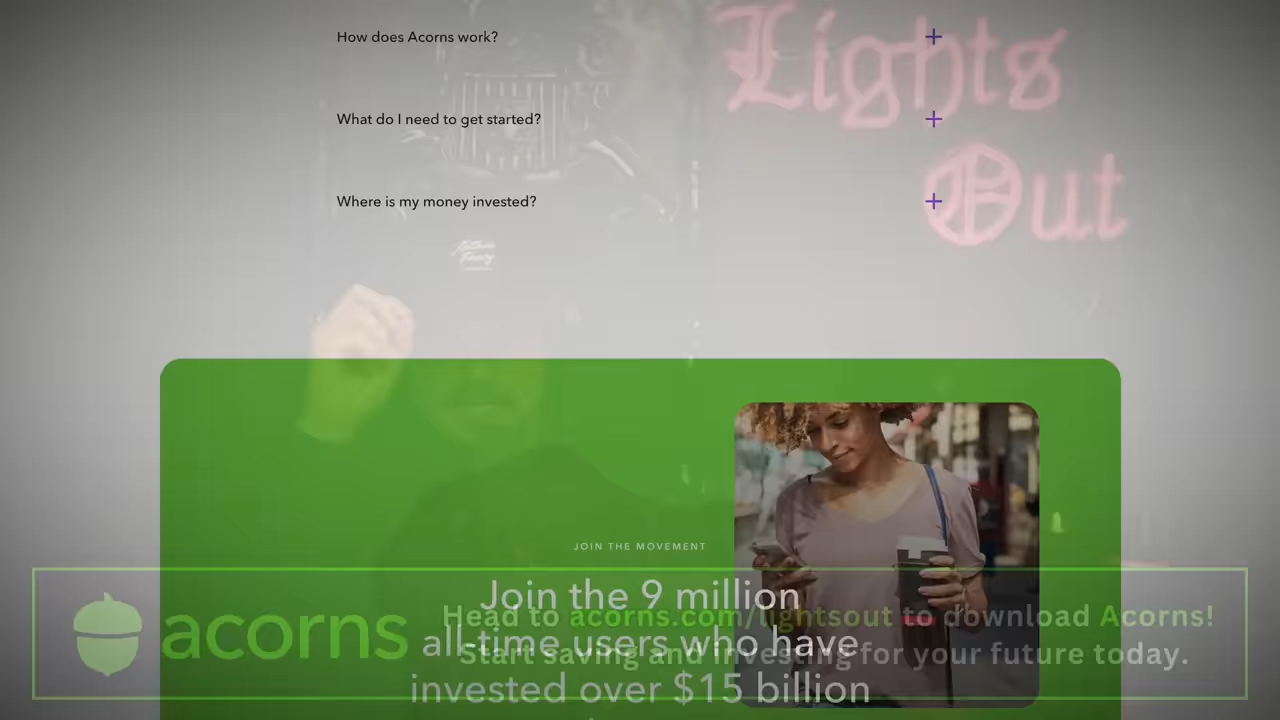 How does Acorns work?
Lights
What do I need to get started?
Out
Where is my money invested?
JOIN THE MOVEMENT
Join the 9 million
all-time users who have
invested over $15 billion
acorns
Head to acorns.com/lightsout to download Acorns!
Start saving and investing for your future today.